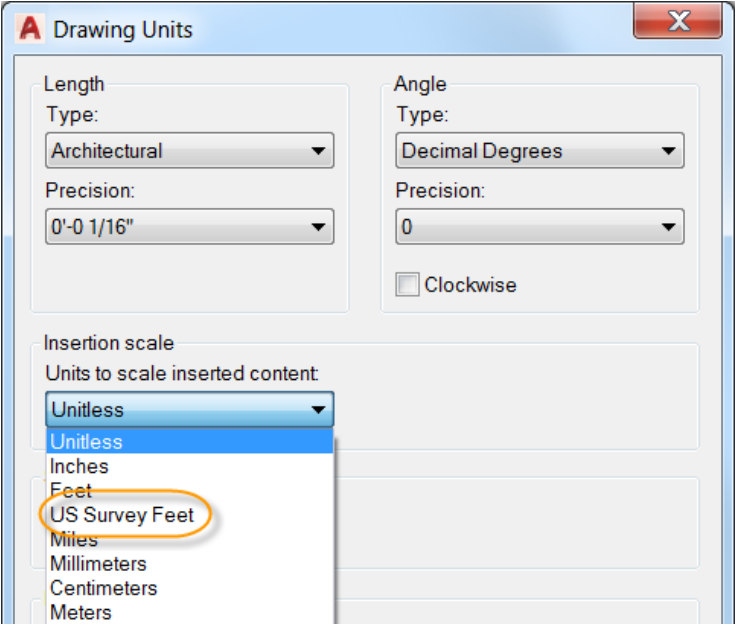 Drawing Units
Length
Type:
Architectural
Precision:
0'-0 1/16"
Angle
Type:
Decimal Degrees
Precision:
0
Clockwise
Insertion scale
Units to scale inserted content:
Unitless
Unitless
Inches
Feet
US Survey Feet
Miles
Millimeters
Centimeters
Meters